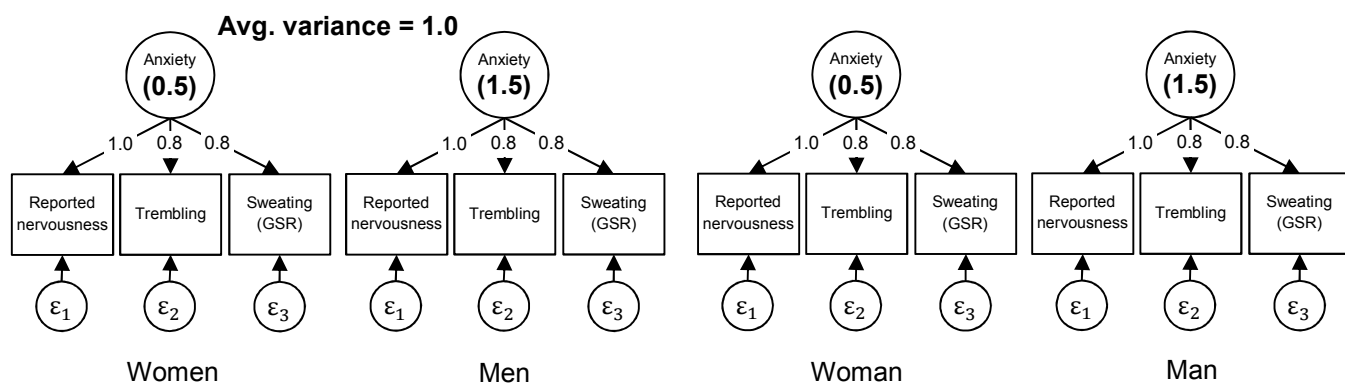 Avg. variance = 1.0
Anxiety
(0.5)
1.0 0.8 0.8
Reported
nervousness
Trembling
Sweating
(GSR)
ε1
ε2
ε3
Women
Anxiety
(1.5)
1.0 0.8 0.8
Reported
nervousness
Trembling
Sweating
(GSR)
ε1
ε2
ε3
Men
Anxiety
(0.5)
1.0 0.8 0.8
Reported
nervousness
Trembling
Sweating
(GSR)
ε1
ε2
ε3
Woman
Anxiety
(1.5)
1.0 0.8 0.8
Reported
nervousness
Trembling
Sweating
(GSR)
ε1
ε2
ε3
Man